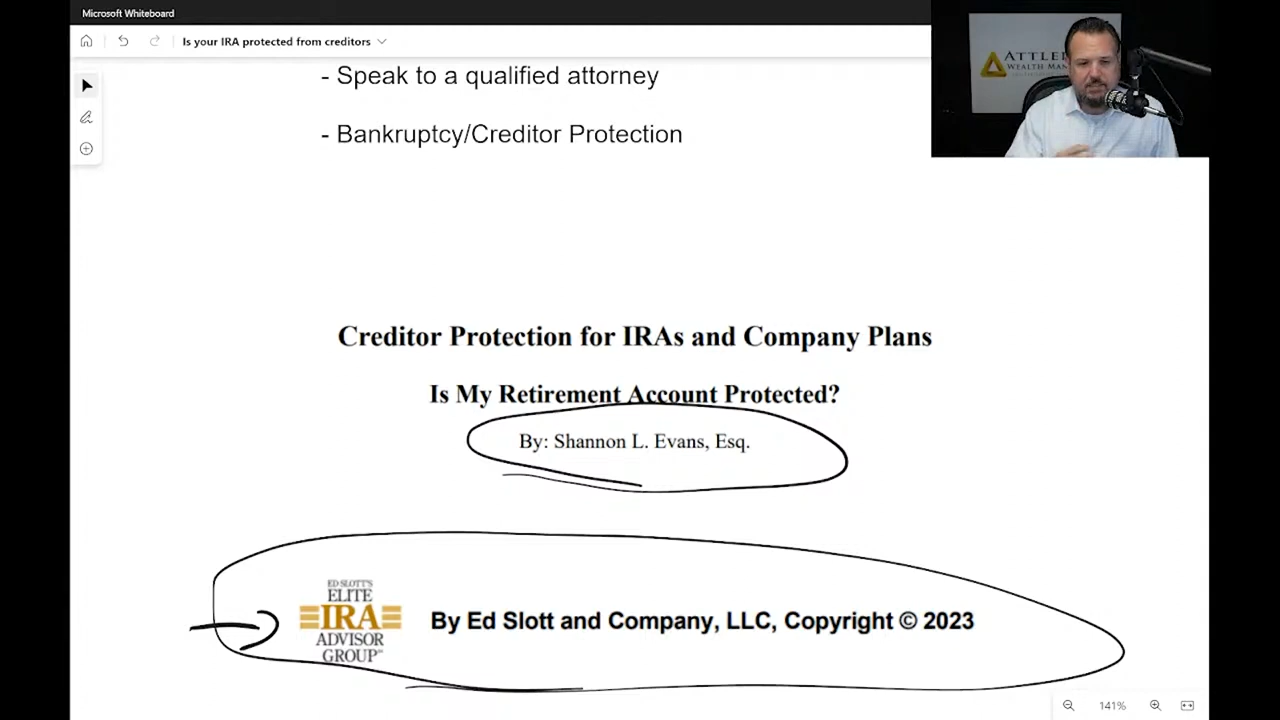 Microsoft Whiteboard
Is your IRA protected from creditors
- Speak to a qualified attorney
- Bankruptcy/Creditor Protection
Creditor Protection for IRAs and Company Plans
Is My Retirement Account Protected?
By: Shannon L. Evans, Esq.
ED SLOTT'S
ELITE
IRA
ADVISOR
GROUP
By Ed Slott and Company, LLC, Copyright © 2023
141%